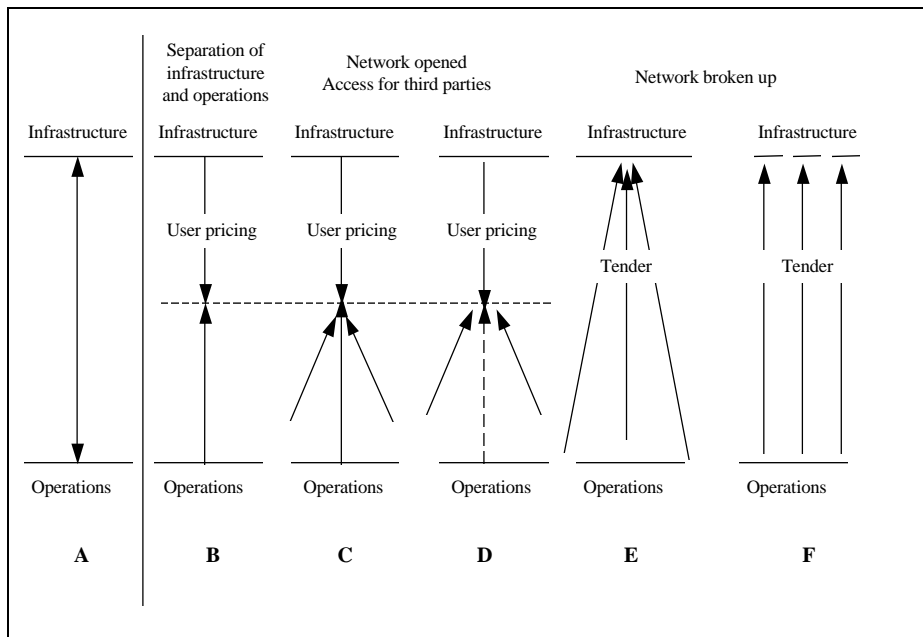 Separation of
infrastructure
and operations
Network opened
Access for third parties
Network broken up
Infrastructure
Infrastructure
Infrastructure
Infrastructure
Infrastructure
Infrastructure
User pricing
User pricing
User pricing
Tender
Tender
Operations
Operations
Operations
Operations
Operations
Operations
A
B
C
D
E
F